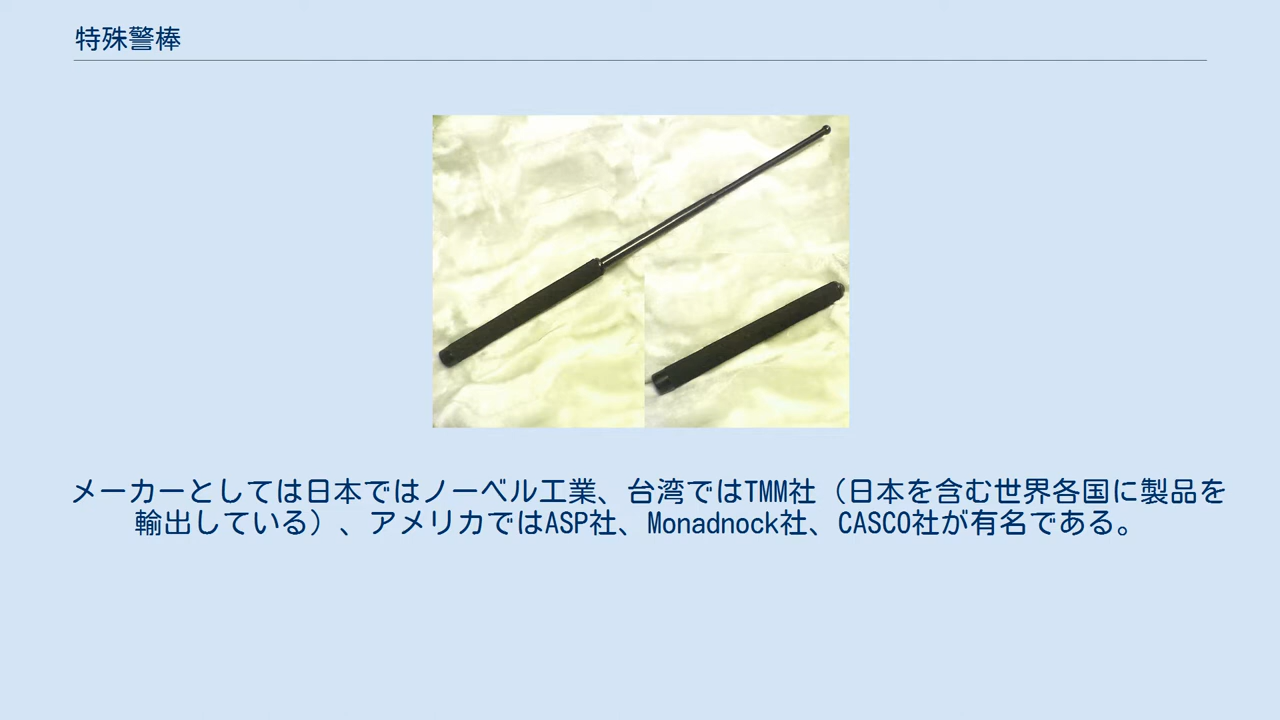 特殊警棒
メーカーとしては日本ではノーベル工業、台湾ではTMM社（日本を含む世界各国に製品を
輸出している）、アメリカではASP社、Monadnock社、CASCO社が有名である。